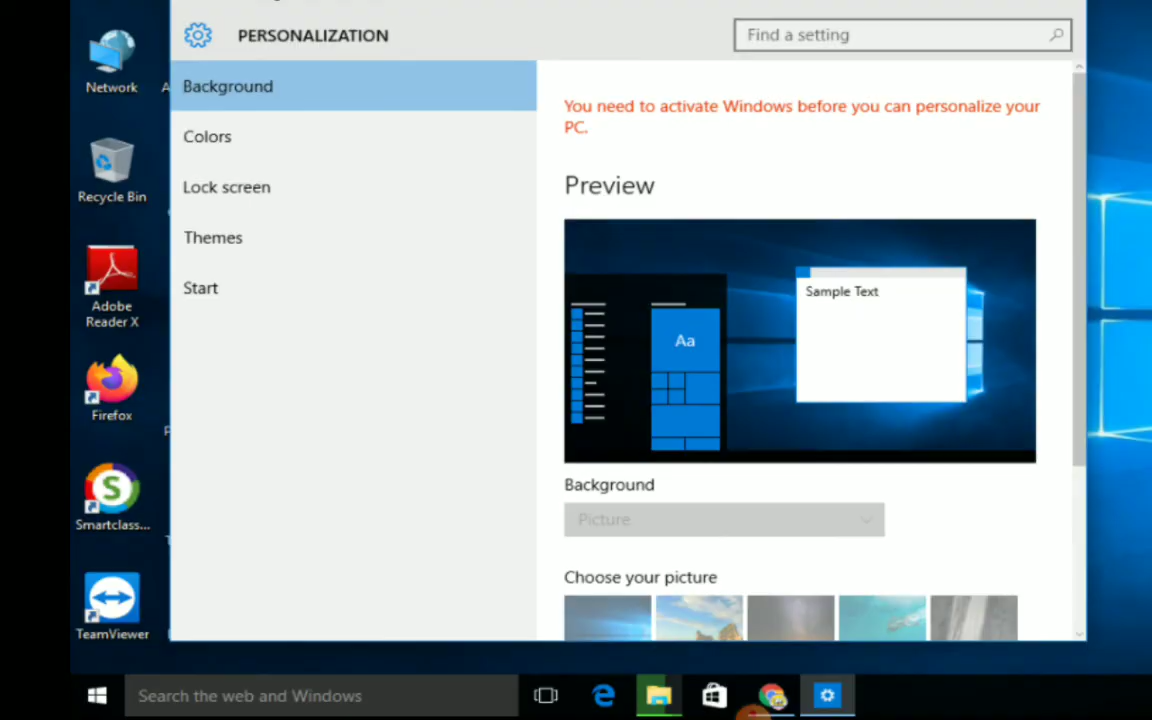 PERSONALIZATION
Find a setting
Background
Colors
Lock screen
Themes
Start
You need to activate Windows before you can personalize your
PC.
Preview
Sample Text
Aa
Background
Picture
Choose your picture
Network
Recycle Bin
Adobe
Reader X
Firefox
S
Smartclass...
TeamViewer
Search the web and Windows